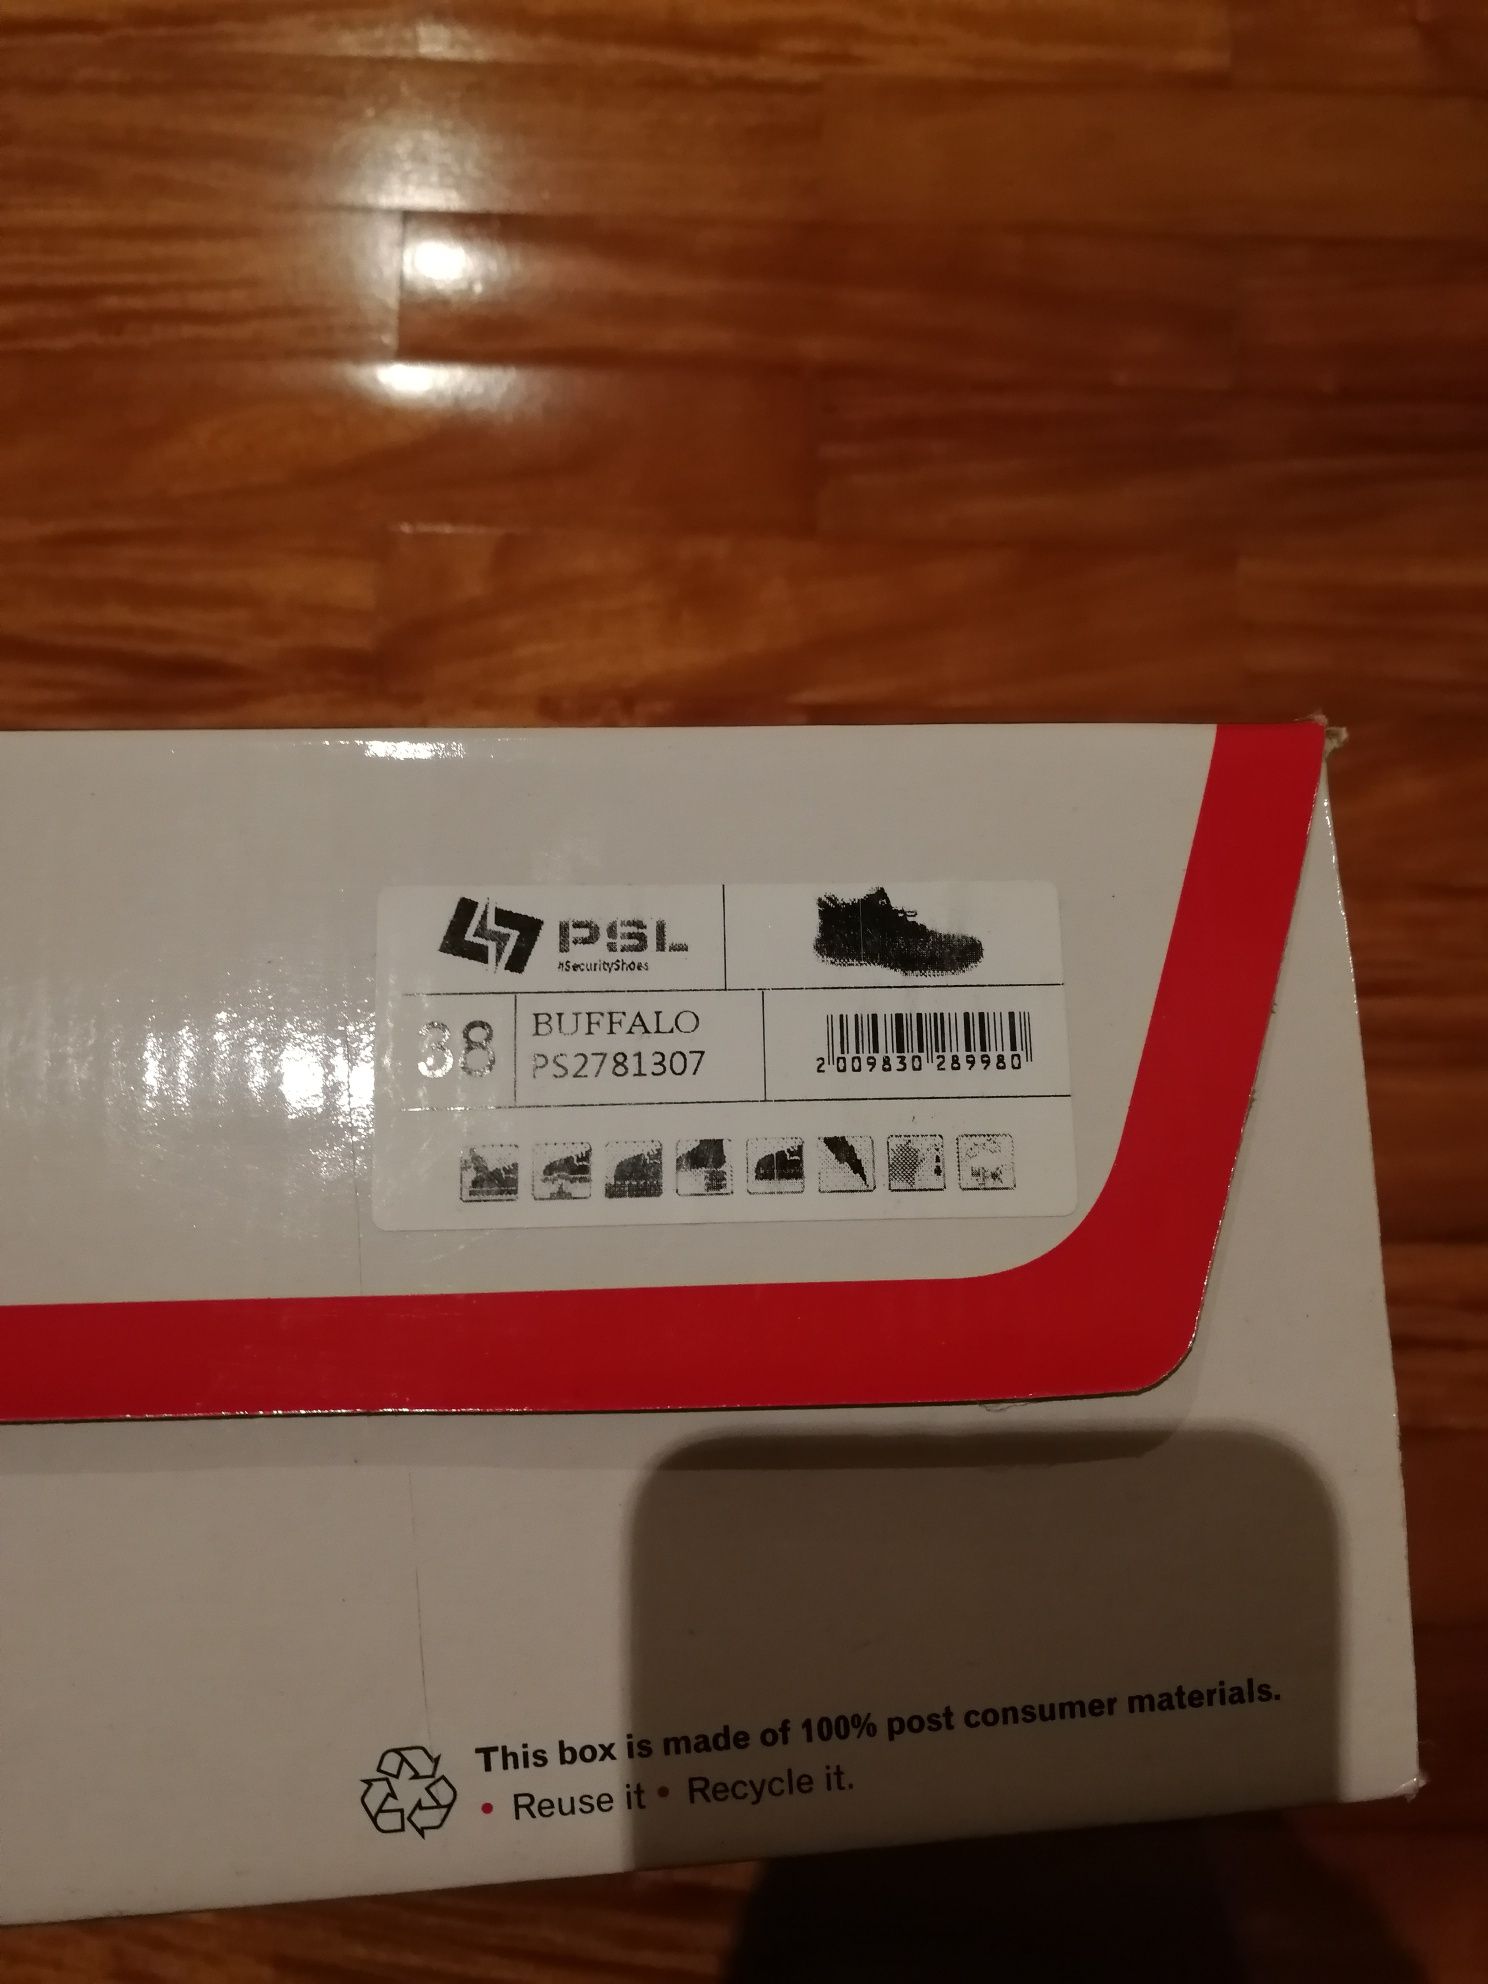 PSL
#SecurityShoes
38
BUFFALO
PS2781307
2 009830 289980
This box is made of 100% post consumer materials.
• Reuse it • Recycle it.